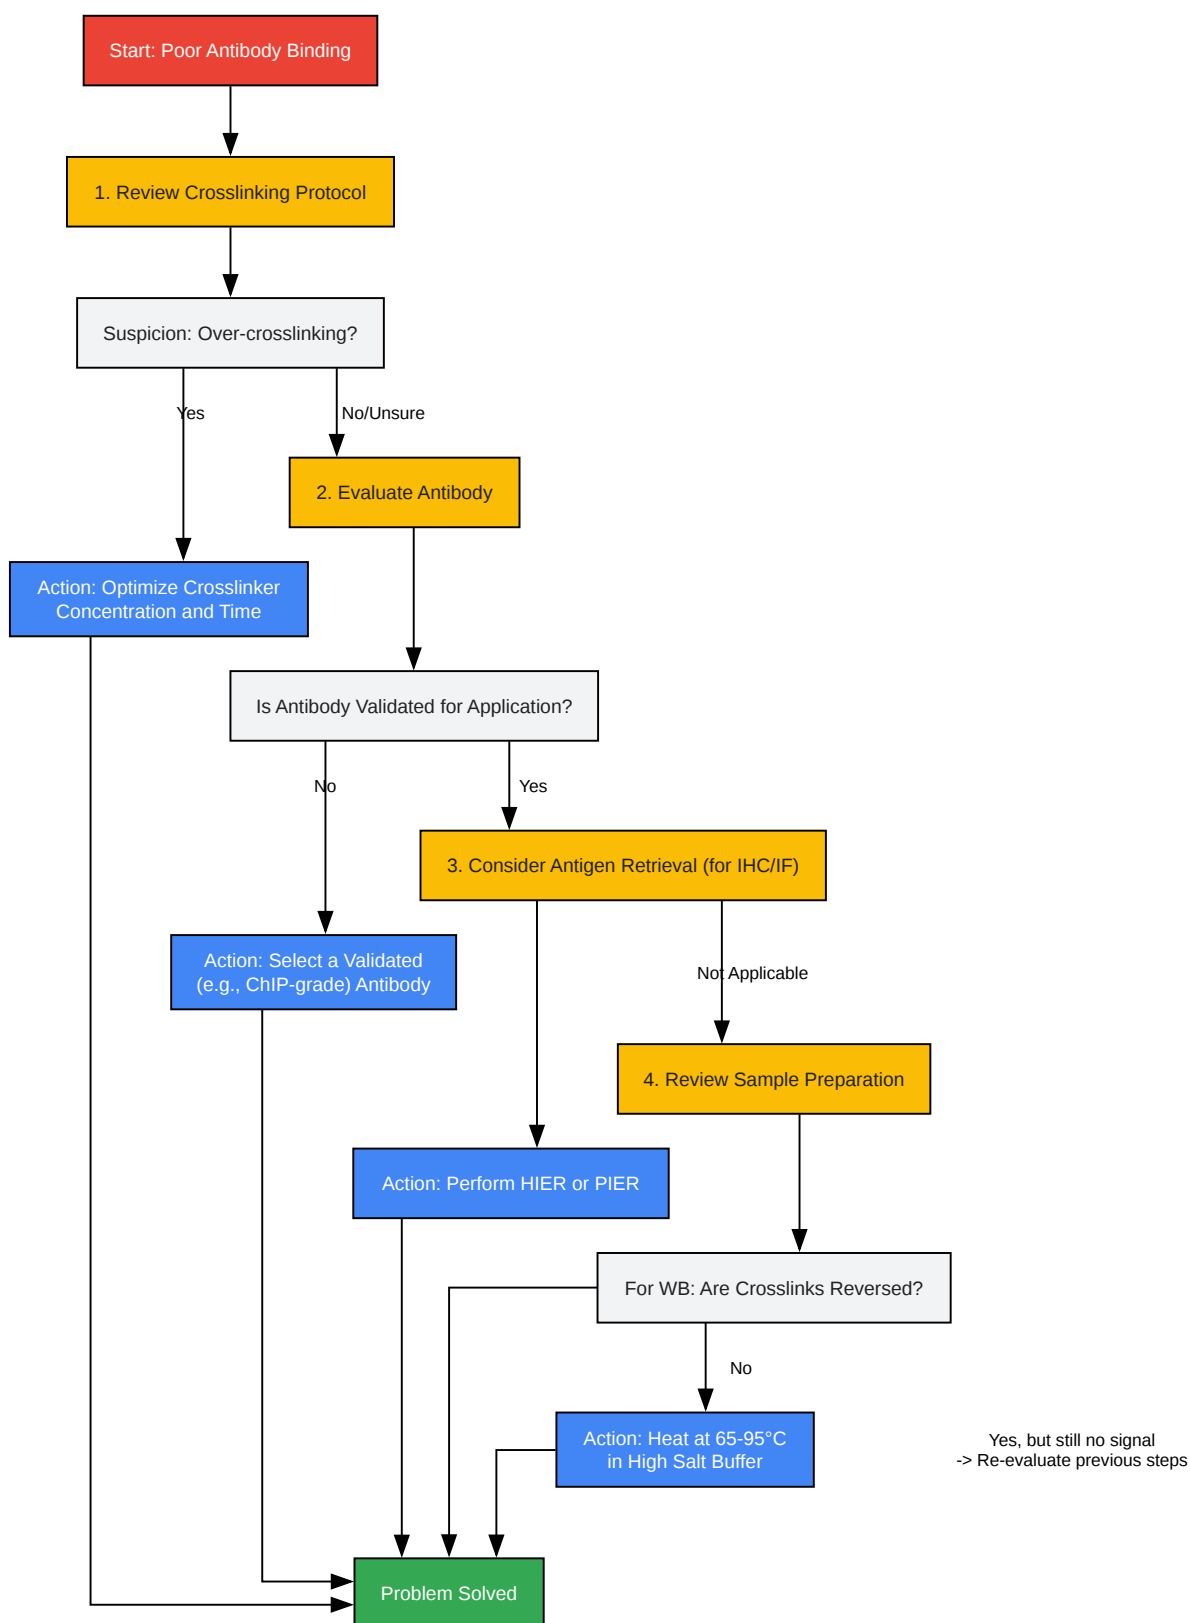 Start: Poor Antibody Binding
1. Review Crosslinking Protocol
Suspicion: Over-crosslinking?
Yes
No/Unsure
2. Evaluate Antibody
Action: Optimize Crosslinker
Concentration and Time
Is Antibody Validated for Application?
No
Yes
3. Consider Antigen Retrieval (for IHC/IF)
Action: Select a Validated
(e.g., ChIP-grade) Antibody
Not Applicable
4. Review Sample Preparation
Action: Perform HIER or PIER
For WB: Are Crosslinks Reversed?
No
Action: Heat at 65-95°C
in High Salt Buffer
Yes, but still no signal
-> Re-evaluate previous steps
Problem Solved